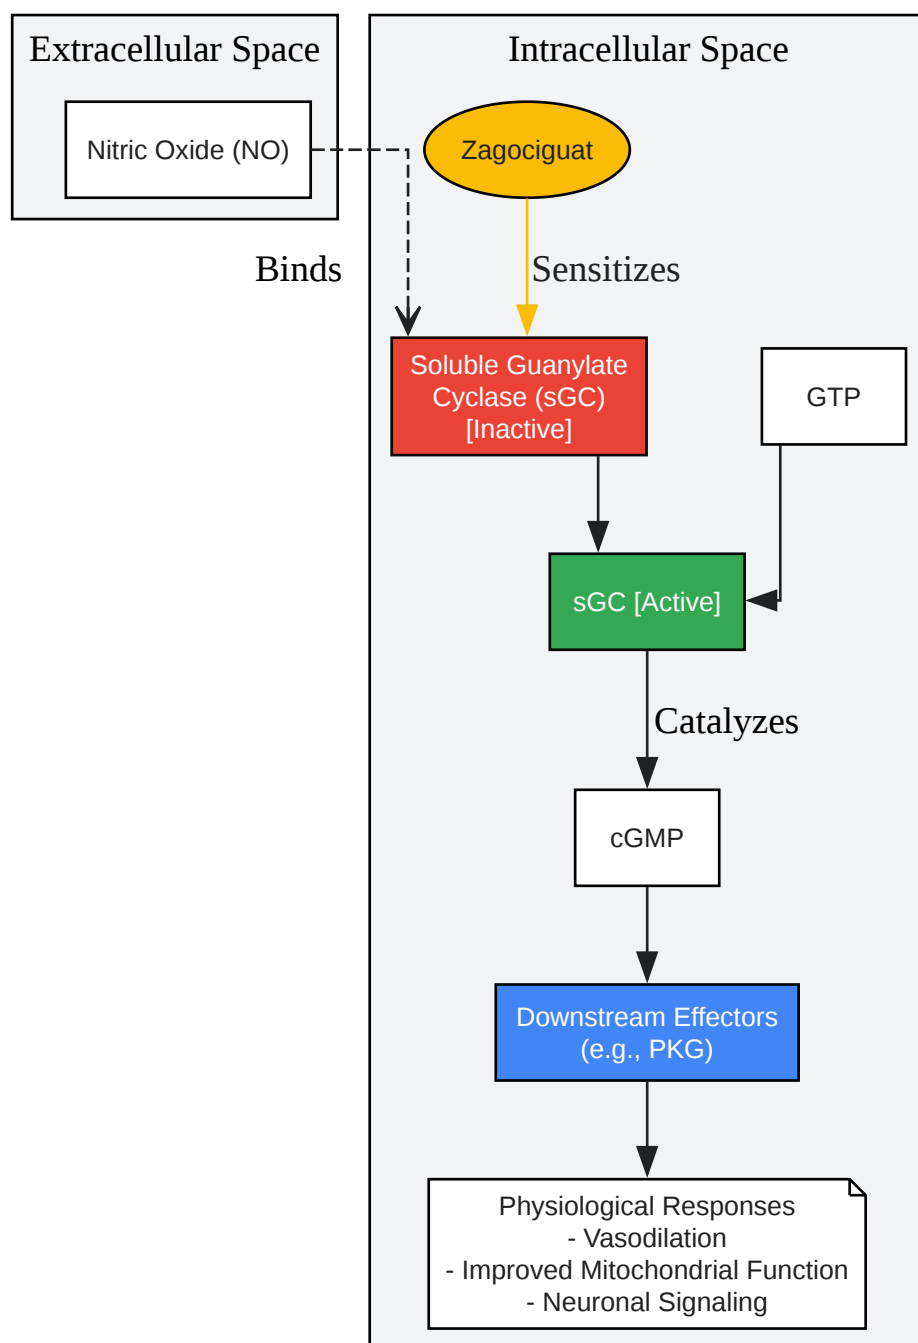 Extracellular Space
Intracellular Space
Nitric Oxide (NO)
Zagociguat
Binds
Sensitizes
Soluble Guanylate
Cyclase (sGC)
[Inactive]
GTP
sGC [Active]
Catalyzes
cGMP
Downstream Effectors
(e.g., PKG)
Physiological Responses
- Vasodilation
- Improved Mitochondrial Function
- Neuronal Signaling